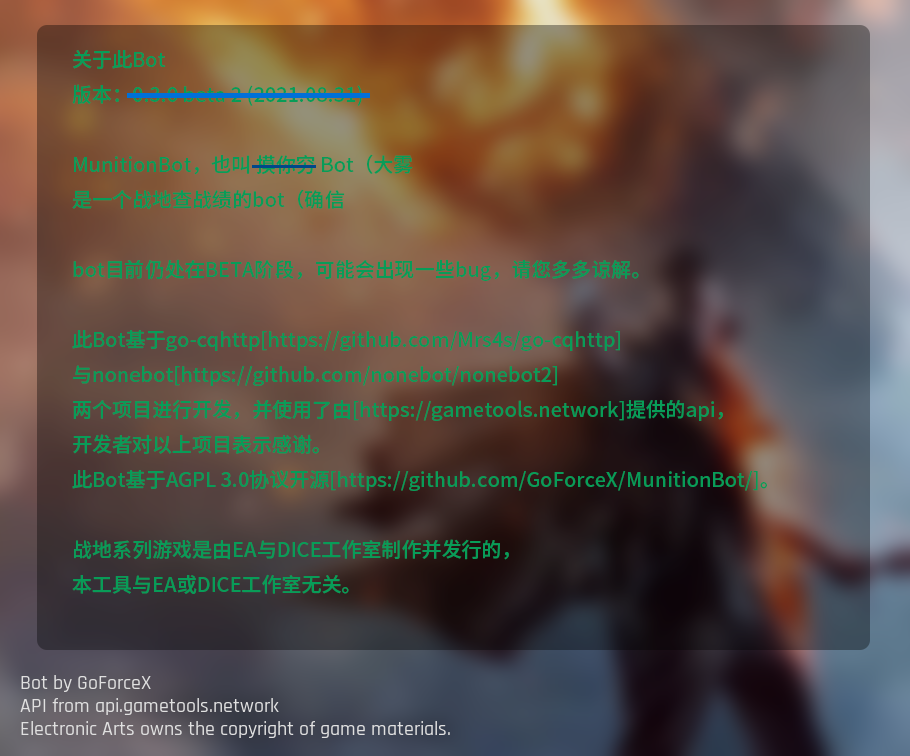 关于此Bot
版本：0.3.0 beta 2 (2021.08.31)
MunitionBot，也叫 摸你穷 Bot（大雾
是一个战地查战绩的bot（确信
bot目前仍处在BETA阶段，可能会出现一些bug，请您多多谅解。
此Bot基于go-cqhttp[https://github.com/Mrs4s/go-cqhttp]
与nonebot[https://github.com/nonebot/nonebot2]
两个项目进行开发，并使用了由[https://gametools.network]提供的api，
开发者对以上项目表示感谢。
此Bot基于AGPL 3.0协议开源[https://github.com/GoForceX/MunitionBot/]。
战地系列游戏是由EA与DICE工作室制作并发行的，
本工具与EA或DICE工作室无关。
Bot by GoForceX
API from api.gametools.network
Electronic Arts owns the copyright of game materials.